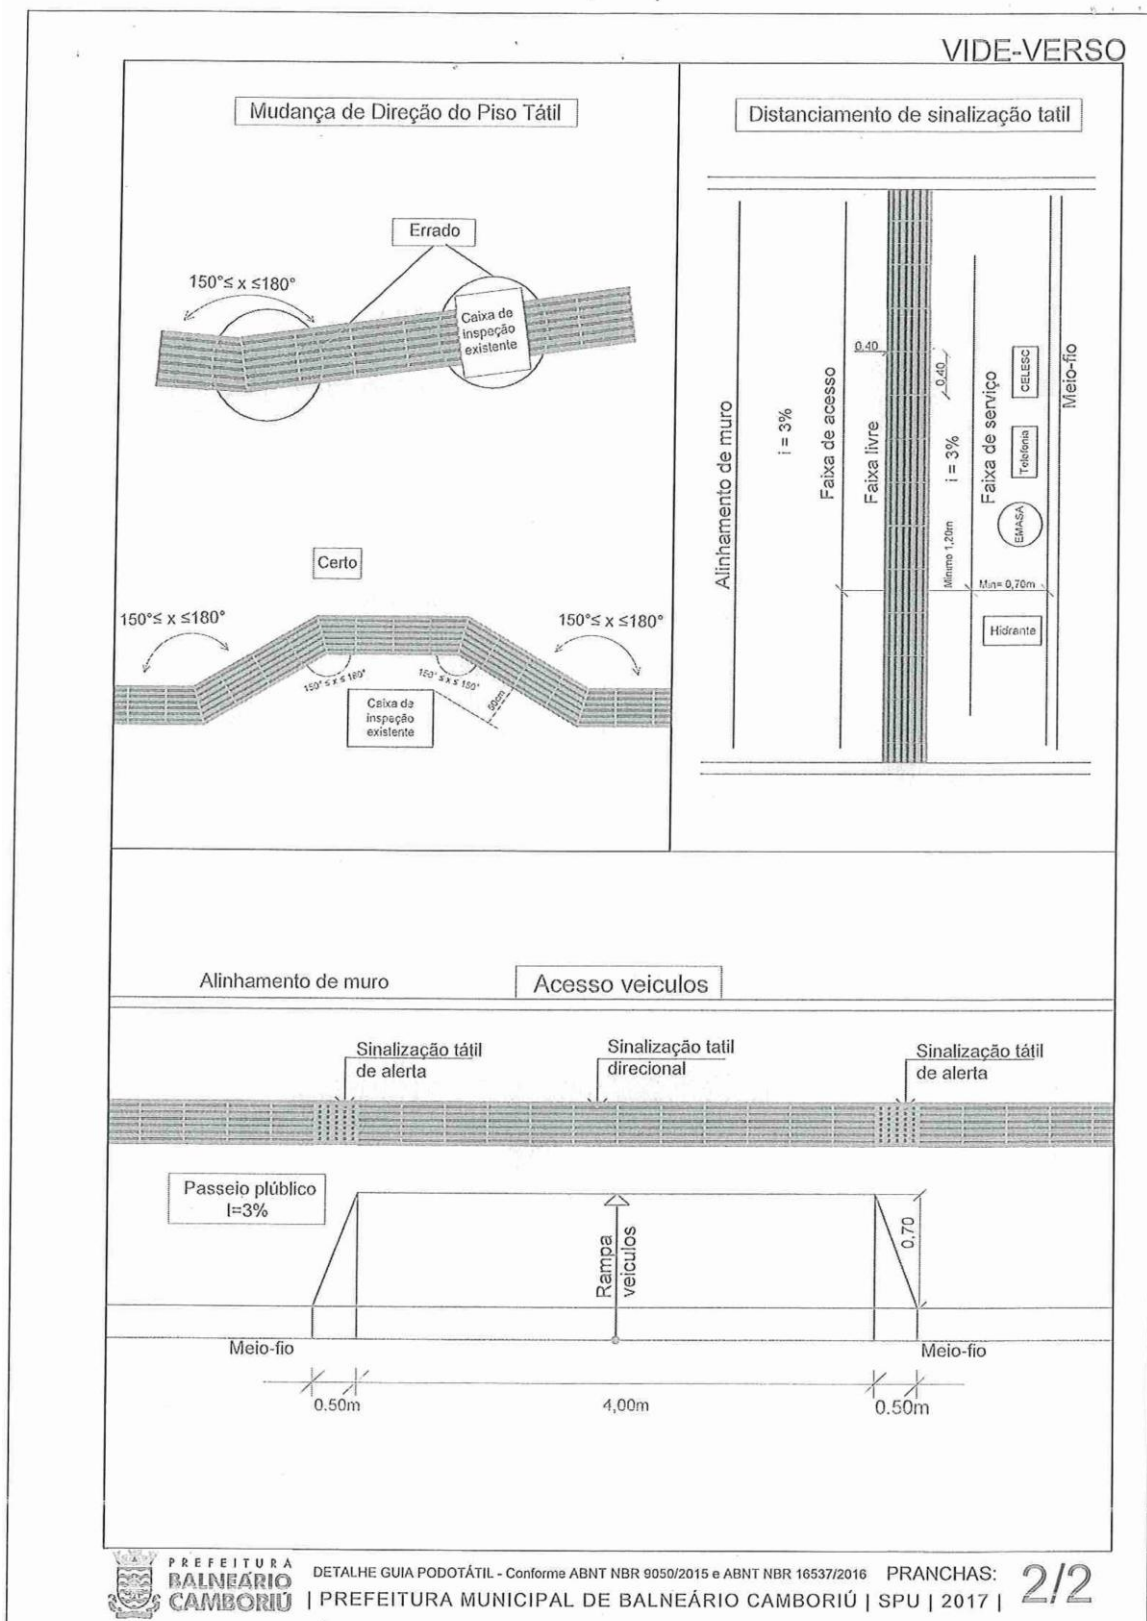 VIDE-VERSO
Mudança de Direção do Piso Tátil
Errado
150°≤ x ≤180°
Caixa de
inspeção
existente
Certo
150°≤ x ≤180°
150°≤ x ≤180°
150° ≤ x ≤ 180°
150° ≤ x ≤ 150°
50cm
Caixa de
inspeção
existente
Distanciamento de sinalização tatil
Alinhamento de muro
i = 3%
Faixa de acesso
Faixa livre
0.40
0,40
i = 3%
Minimo 1,20m
Faixa de serviço
CELESC
Telefonia
EMASA
Min= 0,70m
Hidrante
Meio-fio
Alinhamento de muro
Acesso veiculos
Sinalização tátil
de alerta
Sinalização tatil
direcional
Sinalização tátil
de alerta
Passeio plúblico
I=3%
Rampa
veiculos
0,70
Meio-fio
Meio-fio
0.50m
4,00m
0.50m
PREFEITURA
BALNEÁRIO
CAMBORIÚ
DETALHE GUIA PODOTÁTIL - Conforme ABNT NBR 9050/2015 e ABNT NBR 16537/2016
PRANCHAS:
2/2
| PREFEITURA MUNICIPAL DE BALNEÁRIO CAMBORIÚ | SPU | 2017 |